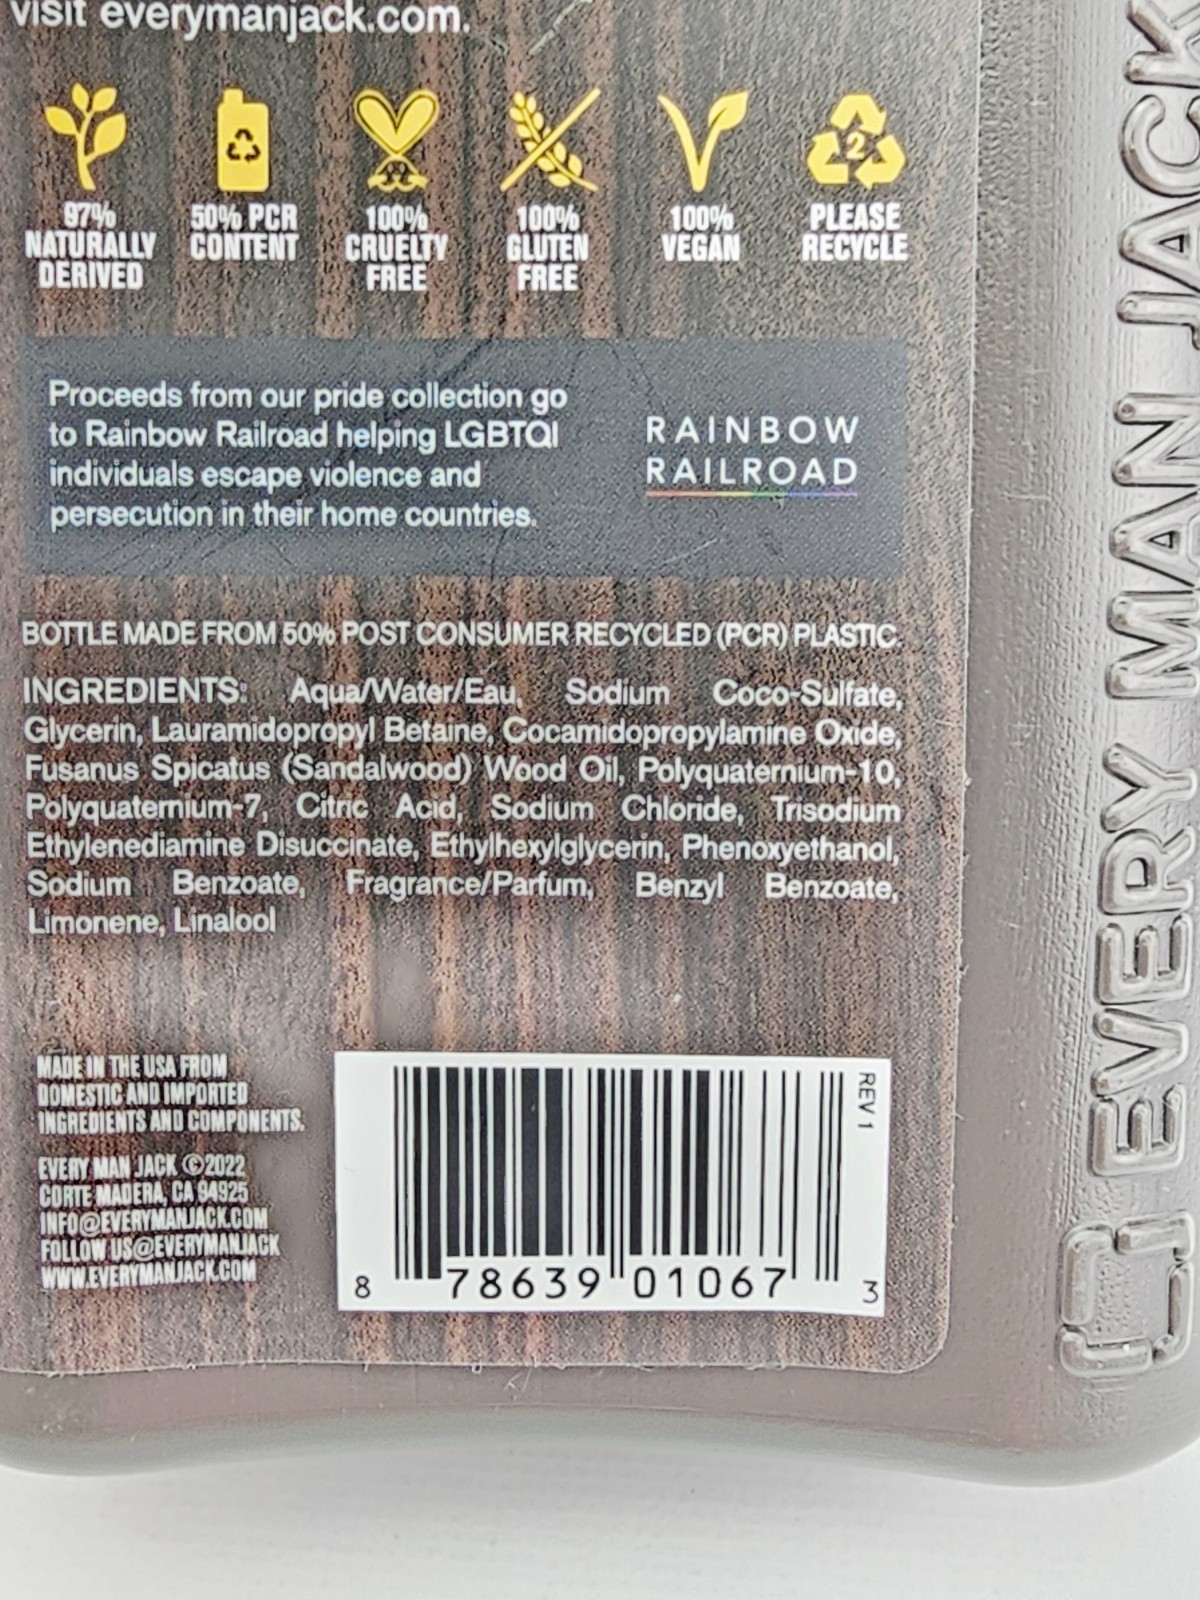 visit everymanjack.com.
97%
NATURALLY
DERIVED
50% PCR
CONTENT
100%
CRUELTY
FREE
100%
GLUTEN
FREE
100%
VEGAN
2
PLEASE
RECYCLE
Proceeds from our pride collection go
to Rainbow Railroad helping LGBTQI
individuals escape violence and
persecution in their home countries.
RAINBOW
RAILROAD
BOTTLE MADE FROM 50% POST CONSUMER RECYCLED (PCR) PLASTIC.
INGREDIENTS: Aqua/Water/Eau, Sodium Coco-Sulfate,
Glycerin, Lauramidopropyl Betaine, Cocamidopropylamine Oxide,
Fusanus Spicatus (Sandalwood) Wood Oil, Polyquaternium-10,
Polyquaternium-7, Citric Acid, Sodium Chloride, Trisodium
Ethylenediamine Disuccinate, Ethylhexylglycerin, Phenoxyethanol,
Sodium Benzoate, Fragrance/Parfum, Benzyl Benzoate,
Limonene, Linalool
MADE IN THE USA FROM
DOMESTIC AND IMPORTED
INGREDIENTS AND COMPONENTS.
EVERY MAN JACK ©2022
CORTE MADERA, CA 94925
INFO@EVERYMANJACK.COM
FOLLOW US@EVERYMANJACK
WWW.EVERYMANJACK.COM
REV 1
8 78639 01067 3
EVERY MAN JACK